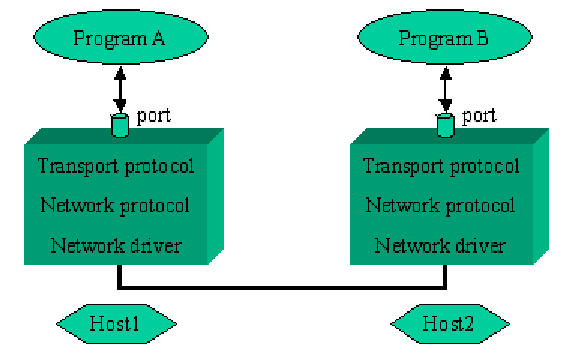 Program A
Program B
port
port
Transport protocol
Network protocol
Network driver
Transport protocol
Network protocol
Network driver
Host1
Host2